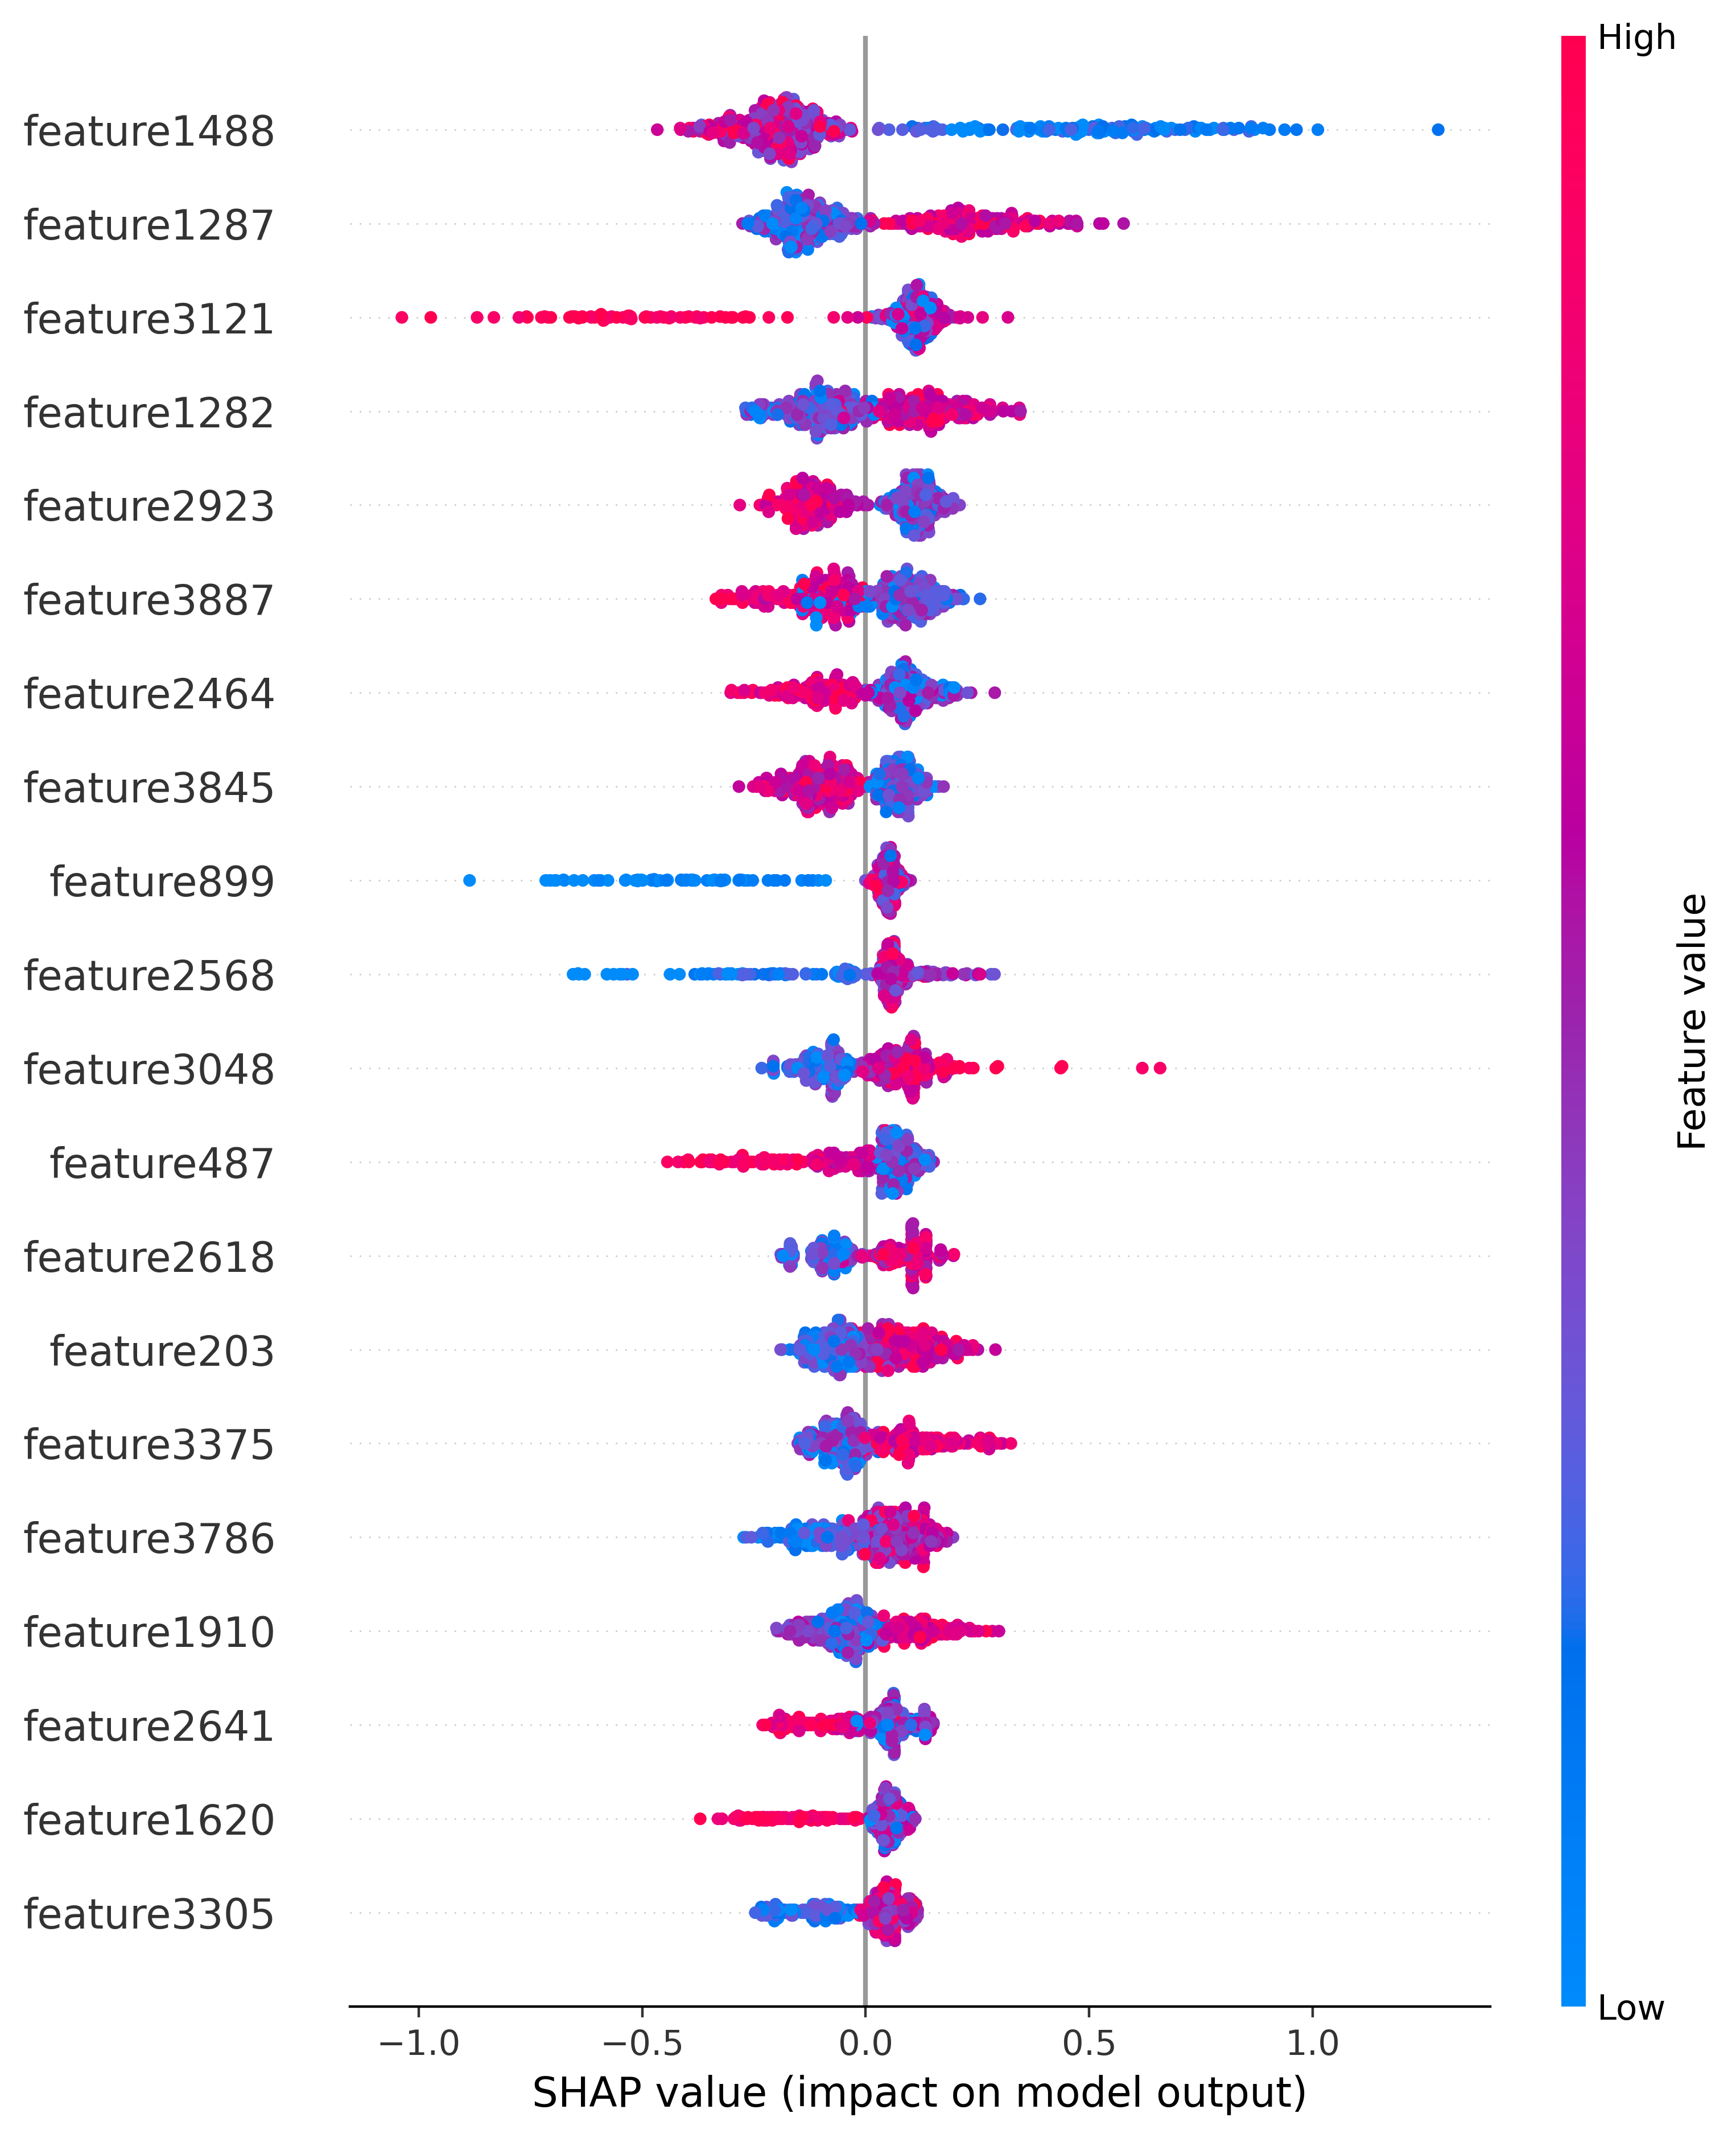 High
feature1488
feature1287
feature3121
feature1282
feature2923
feature3887
feature2464
feature3845
feature899
feature2568
feature3048
feature487
feature2618
feature203
feature3375
feature3786
feature1910
feature2641
feature1620
feature3305
Feature value
Low
−1.0 −0.5 0.0 0.5 1.0
SHAP value (impact on model output)